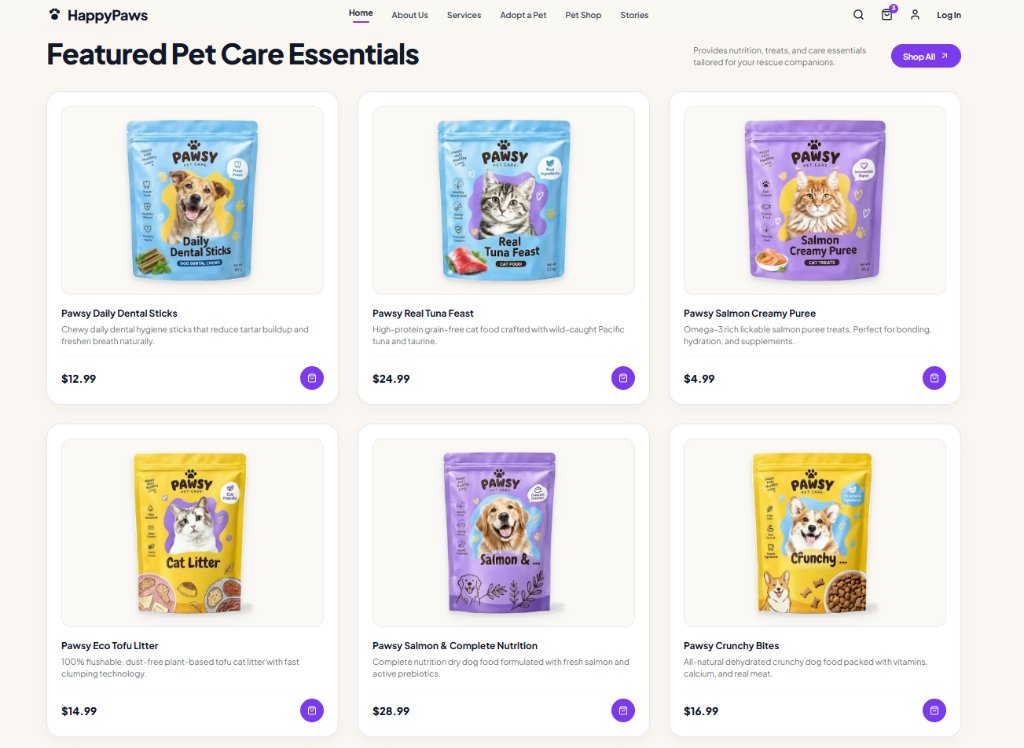 HappyPaws
Home
About Us
Services
Adopt a Pet
Pet Shop
Stories
3
Log In
Featured Pet Care Essentials
Provides nutrition, treats, and care essentials
tailored for your rescue companions.
Shop All
PAWSY
PET CARE
Daily
Dental Sticks
DOG DENTAL CHEWS
PAWSY
PET CARE
Real
Tuna Feast
CAT FOOD
PAWSY
PET CARE
Salmon
Creamy Puree
CAT TREATS
Pawsy Daily Dental Sticks
Chewy daily dental hygiene sticks that reduce tartar buildup and
freshen breath naturally.
$12.99
Pawsy Real Tuna Feast
High-protein grain-free cat food crafted with wild-caught Pacific
tuna and taurine.
$24.99
Pawsy Salmon Creamy Puree
Omega-3 rich lickable salmon puree treats. Perfect for bonding,
hydration, and supplements.
$4.99
PAWSY
PET CARE
Eco
Friendly
Cat Litter
PAWSY
PET CARE
Salmon & ...
PAWSY
PET CARE
Crunchy ...
Pawsy Eco Tofu Litter
100% flushable, dust-free plant-based tofu cat litter with fast
clumping technology.
$14.99
Pawsy Salmon & Complete Nutrition
Complete nutrition dry dog food formulated with fresh salmon and
active prebiotics.
$28.99
Pawsy Crunchy Bites
All-natural dehydrated crunchy dog food packed with vitamins,
calcium, and real meat.
$16.99